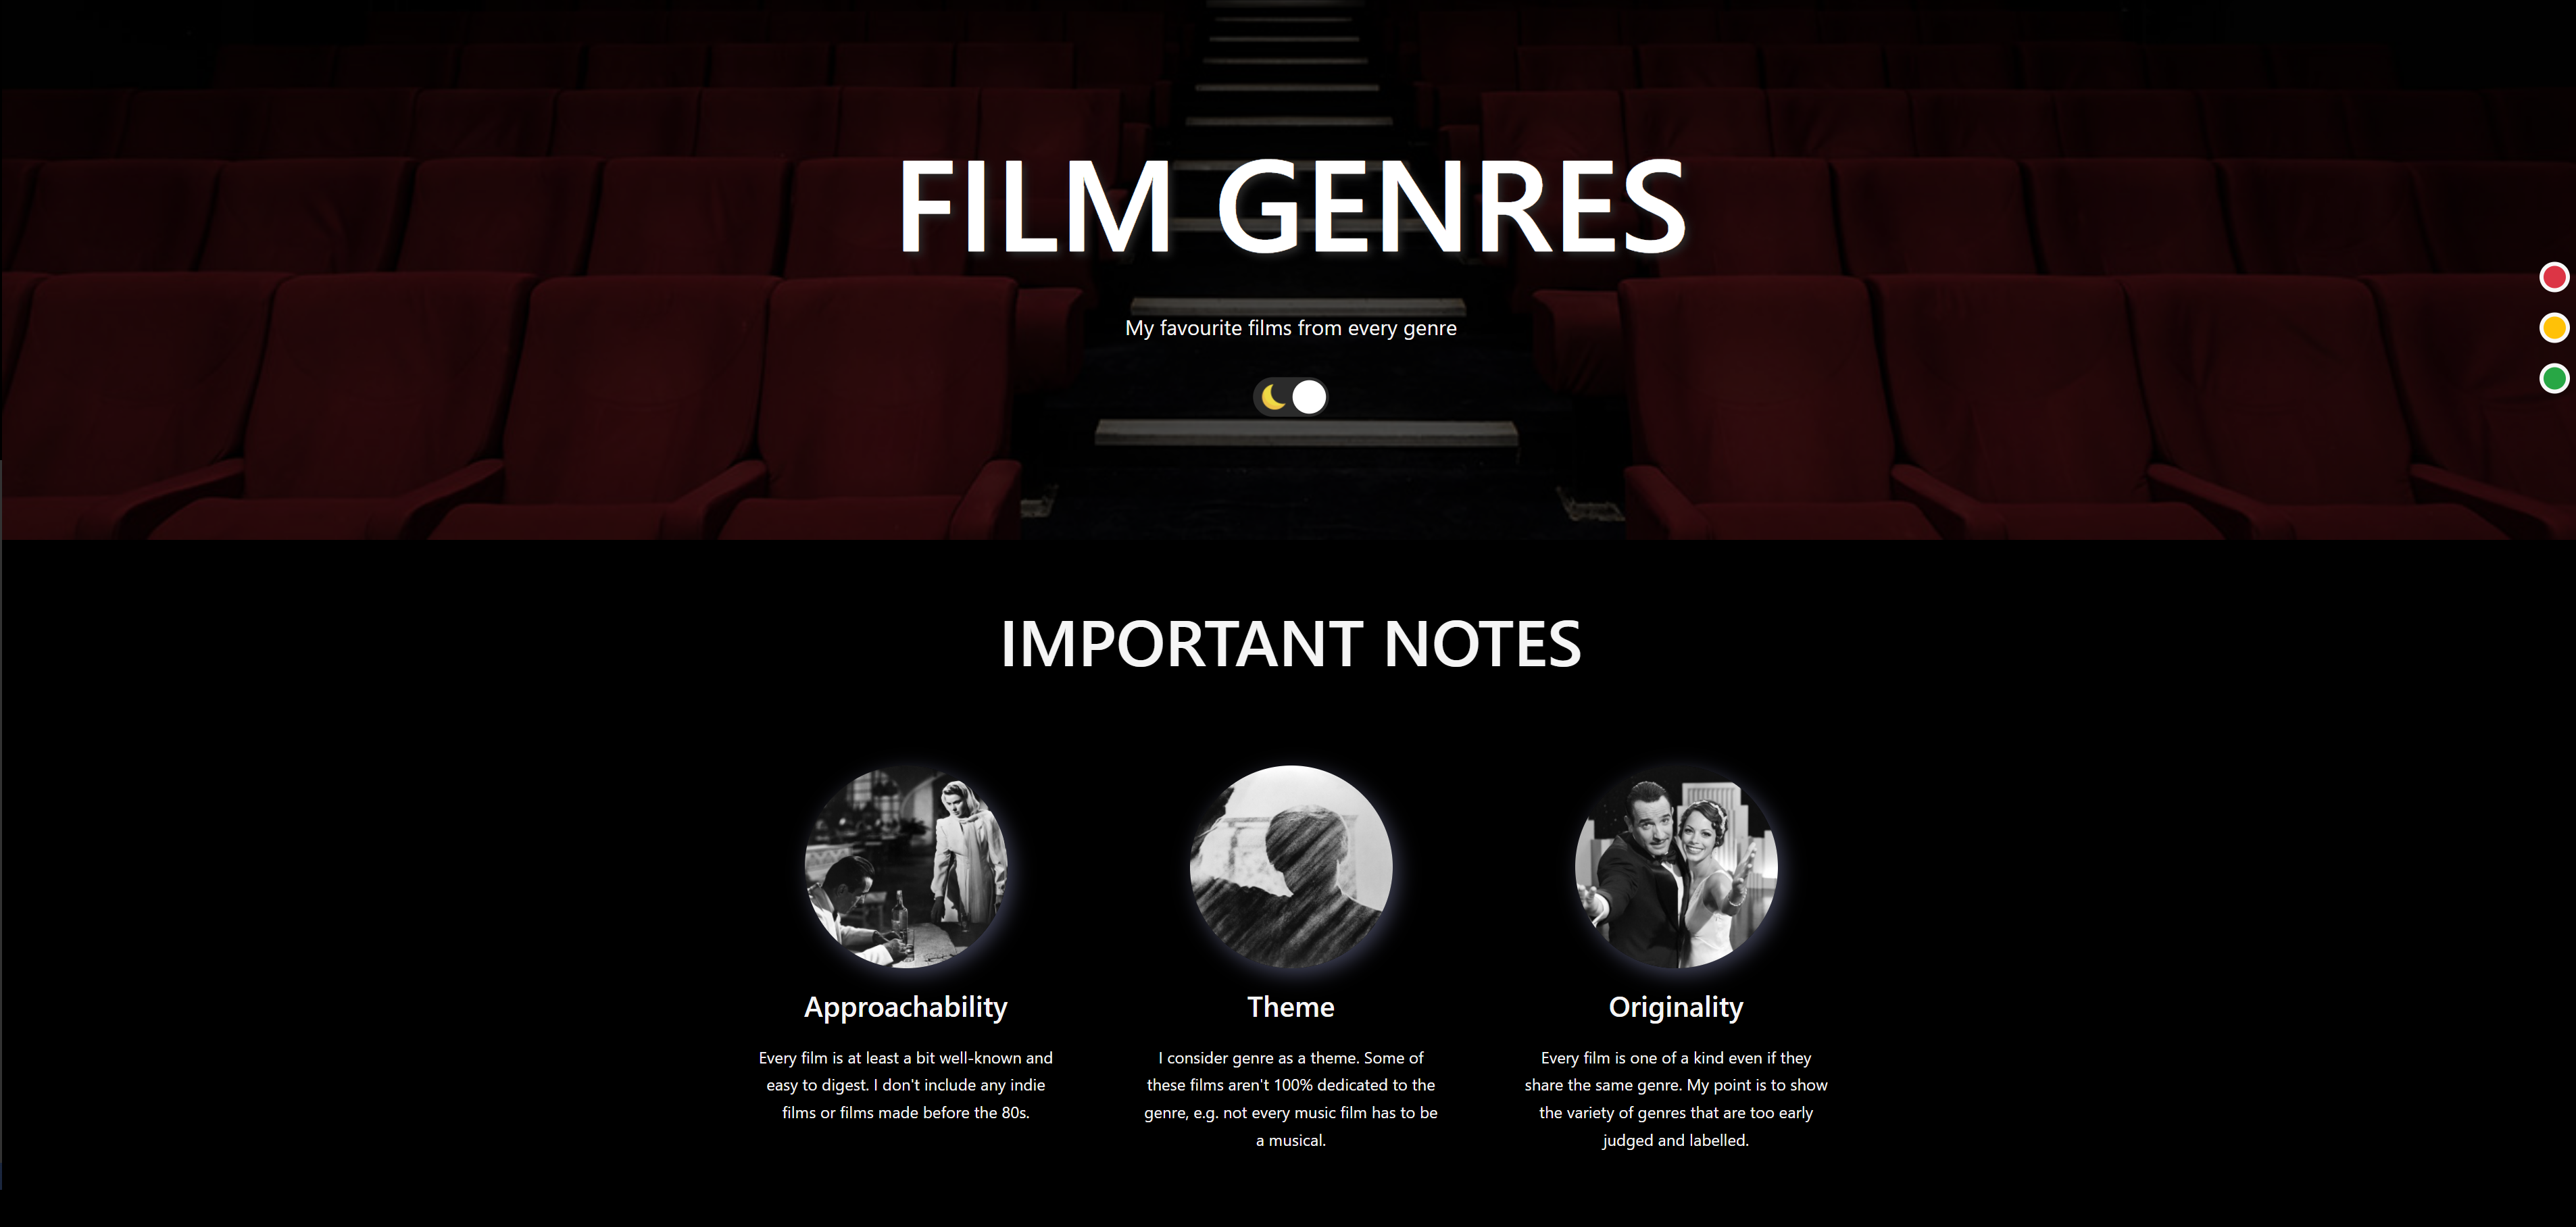 FILM GENRES
My favourite films from every genre
IMPORTANT NOTES
Approachability
Every film is at least a bit well-known and
easy to digest. I don't include any indie
films or films made before the 80s.
Theme
I consider genre as a theme. Some of
these films aren't 100% dedicated to the
genre, e.g. not every music film has to be
a musical.
Originality
Every film is one of a kind even if they
share the same genre. My point is to show
the variety of genres that are too early
judged and labelled.